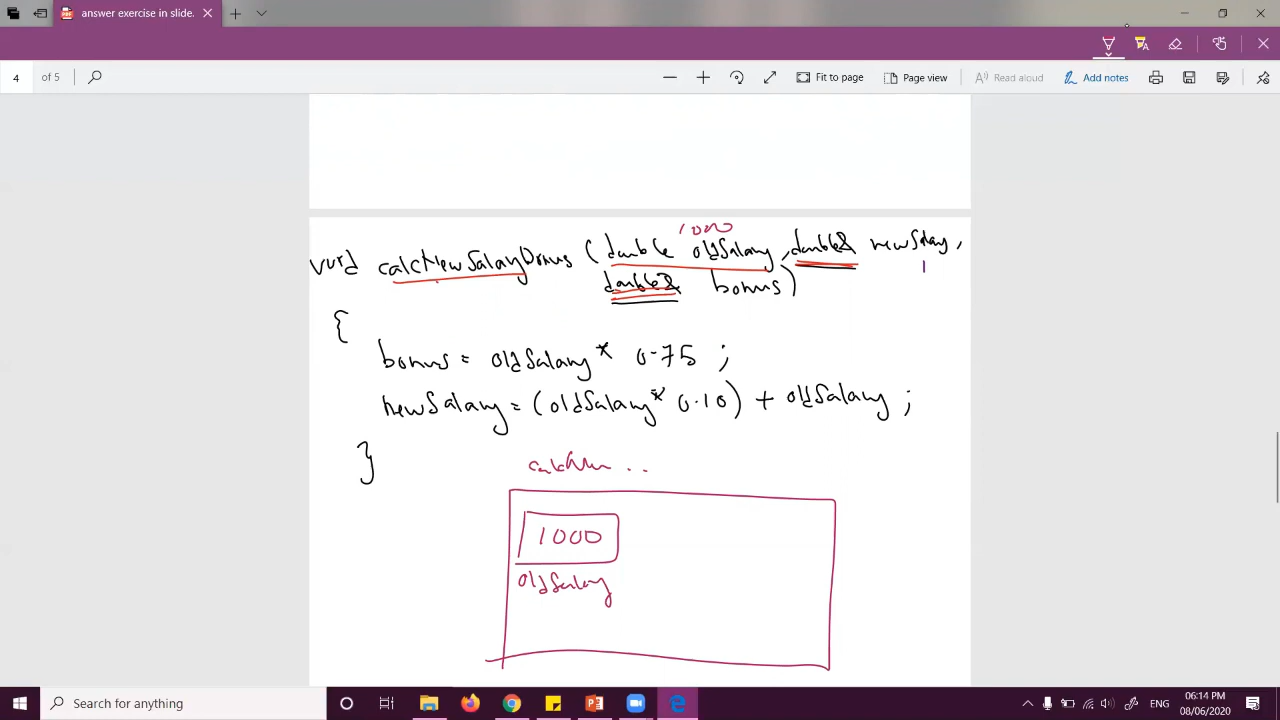 answer exercise in slide.
4 of 5
Fit to page
Page view
Read aloud
Add notes
1000
void calcNewSalaryBonus (double oldSalary, double& newSalary,
double& bonus)
{
bonus = oldSalary * 0.75 ;
newSalary = (oldSalary * 0.10) + oldSalary ;
}
calcNew ..
1000
oldSalary
Search for anything
ENG
06:14 PM
08/06/2020